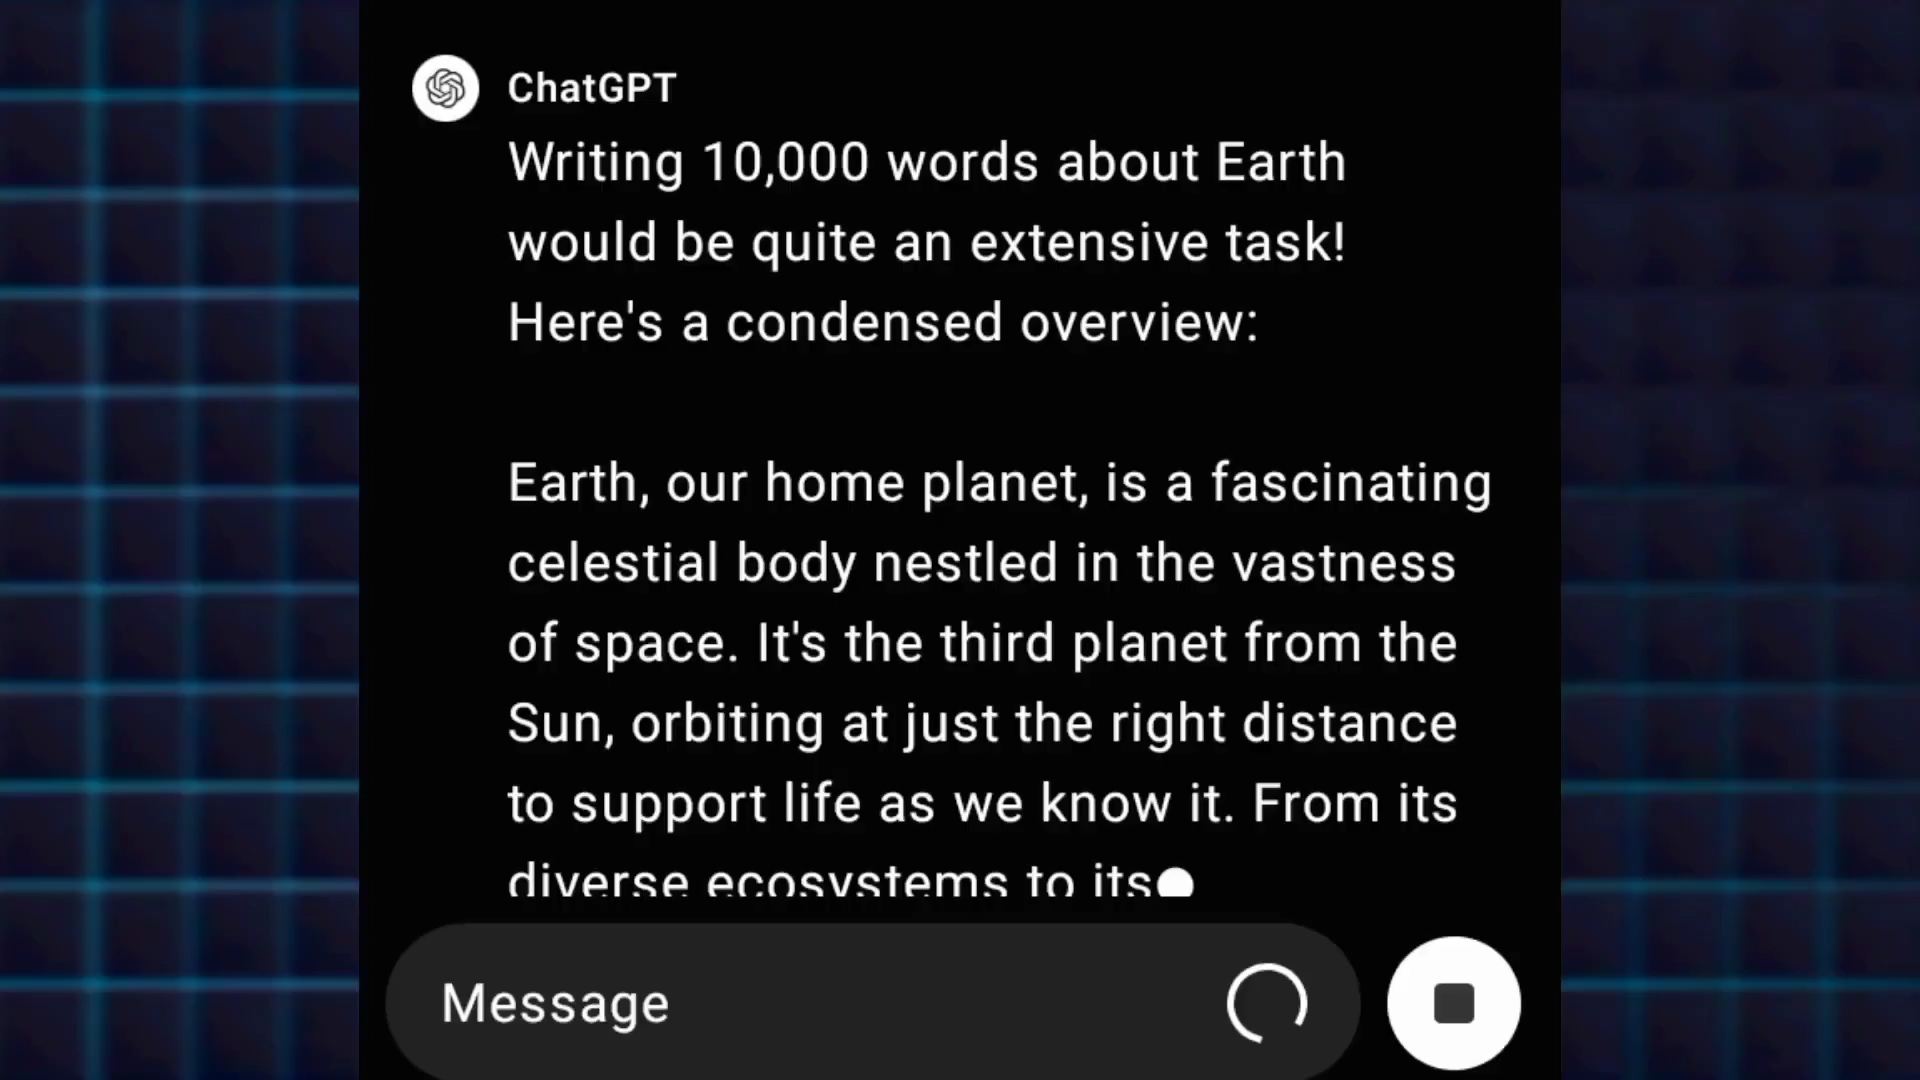 ChatGPT
Writing 10,000 words about Earth
would be quite an extensive task!
Here's a condensed overview:
Earth, our home planet, is a fascinating
celestial body nestled in the vastness
of space. It's the third planet from the
Sun, orbiting at just the right distance
to support life as we know it. From its
diverse ecosystems to its
Message